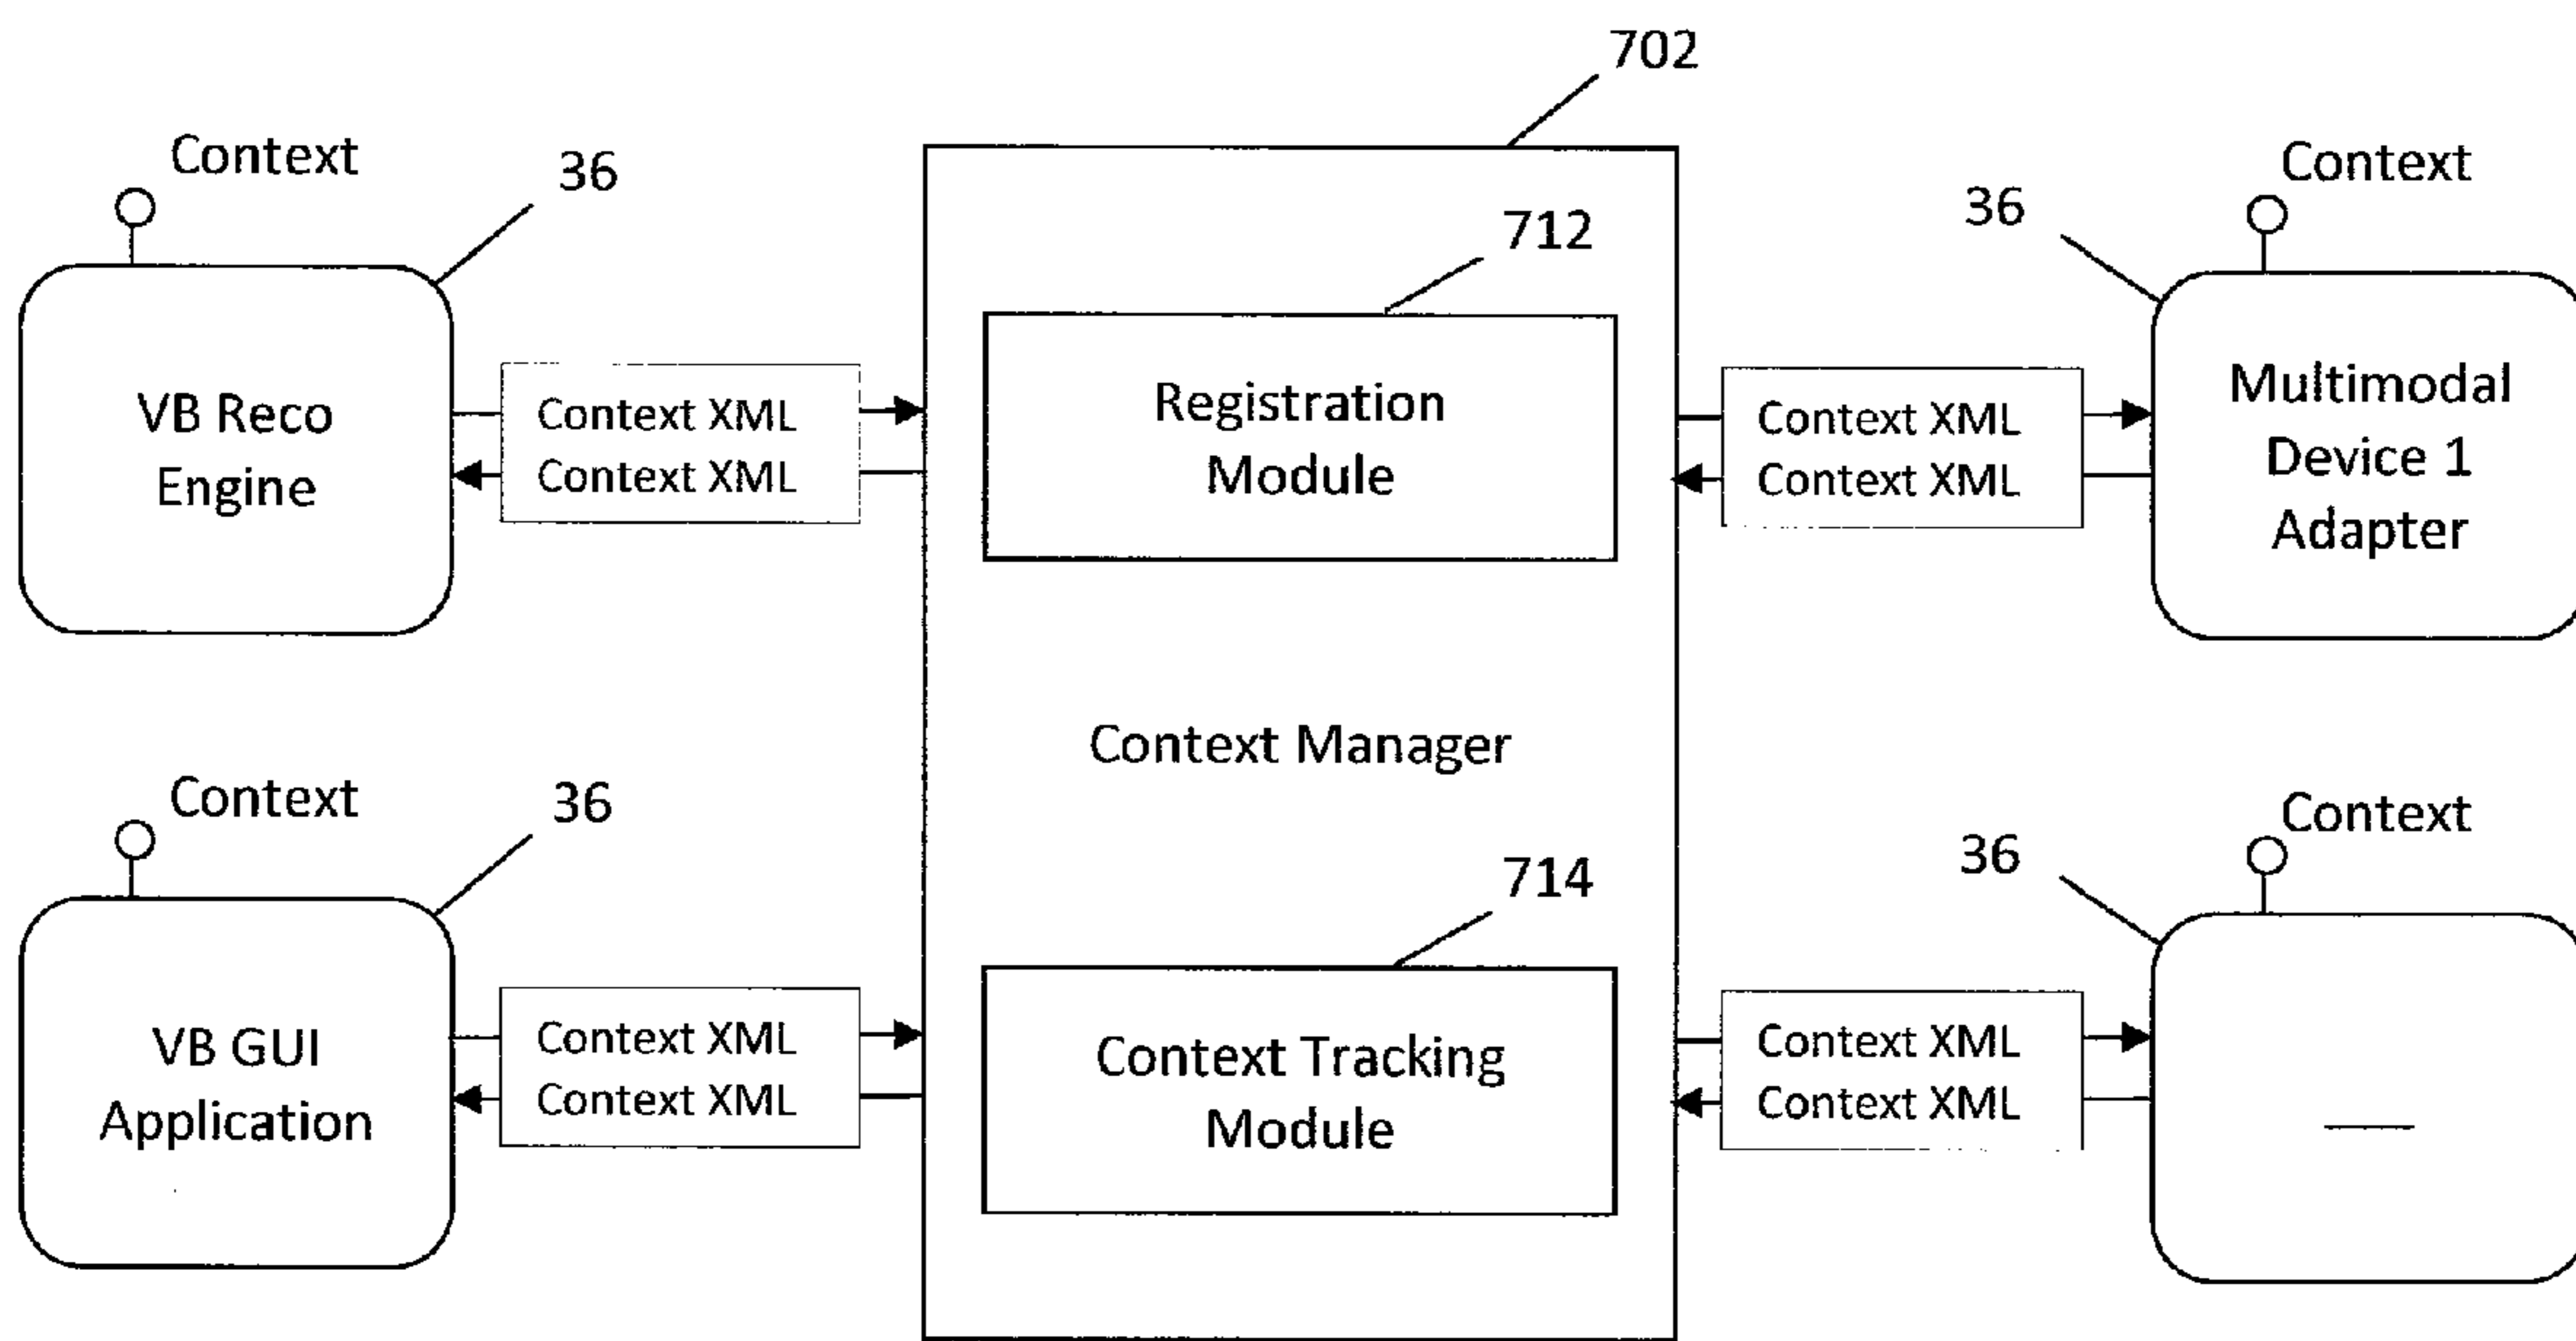 702
Context
36
Context
36
712
VB Reco
Engine
Context XML
Context XML
Registration
Module
Context XML
Context XML
Multimodal
Device 1
Adapter
Context Manager
Context
36
Context
36
714
VB GUI
Application
Context XML
Context XML
Context Tracking
Module
Context XML
Context XML